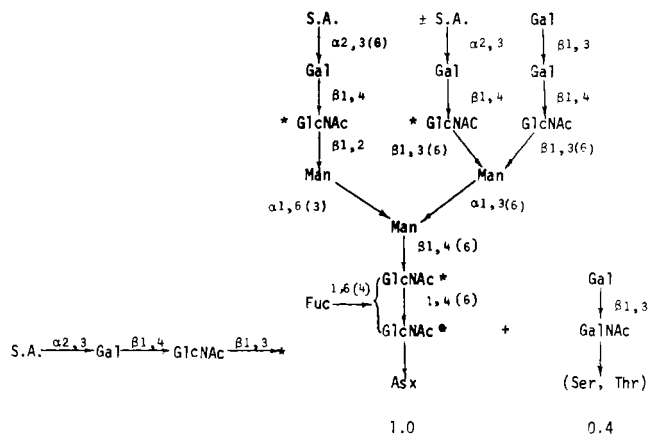 S.A. ± S.A. Gal
α2,3(6) α2,3 β1,3
Gal Gal Gal
β1,4 β1,4 β1,4
* GlcNAc * GlcNAC GlcNAc
β1,2 β1,3(6) β1,3(6)
Man Man
α1,6(3) α1,3(6)
Man
β1,4(6)
GlcNAc* Gal
Fuc 1,6(4) { 1,4(6) β1,3
S.A. α2,3 Gal β1,4 GlcNAc β1,3 * GlcNAc* + GalNAc
Asx (Ser, Thr)
1.0 0.4